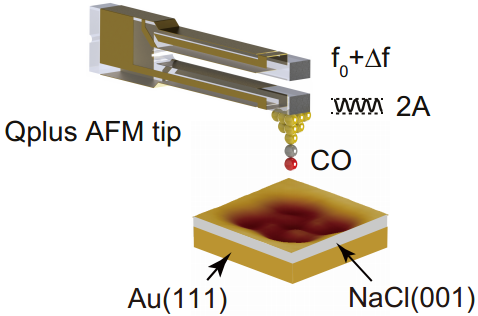 f₀+Δf
2A
Qplus AFM tip
CO
Au(111)
NaCl(001)